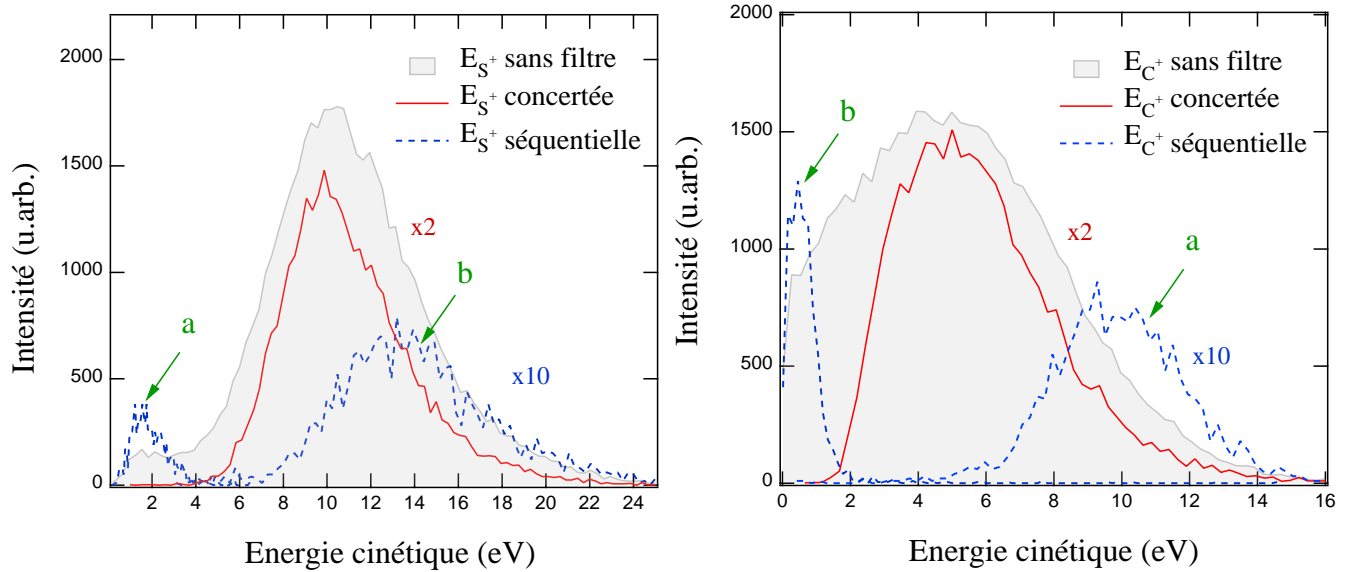 2000
1500
1000
500
0
Intensité (u.arb.)
E_S+ sans filtre
E_S+ concertée
E_S+ séquentielle
a
x2
b
x10
2 4 6 8 10 12 14 16 18 20 22 24
Energie cinétique (eV)
2000
1500
1000
500
0
Intensité (u.arb.)
E_C+ sans filtre
E_C+ concertée
E_C+ séquentielle
b
x2
a
x10
0 2 4 6 8 10 12 14 16
Energie cinétique (eV)